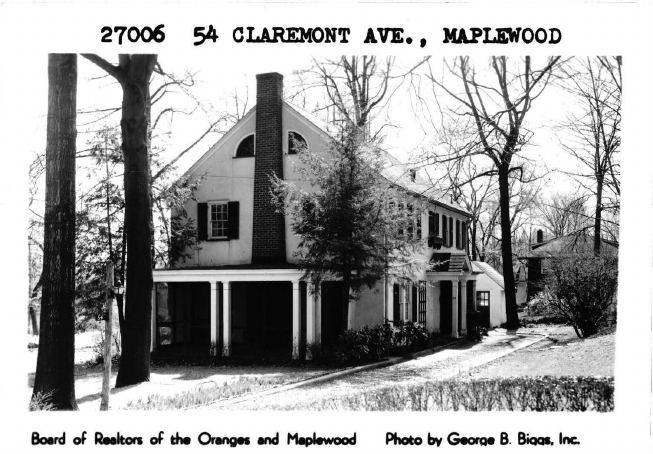 27006 54 CLAREMONT AVE., MAPLEWOOD
Board of Realtors of the Oranges and Maplewood Photo by George B. Biggs, Inc.